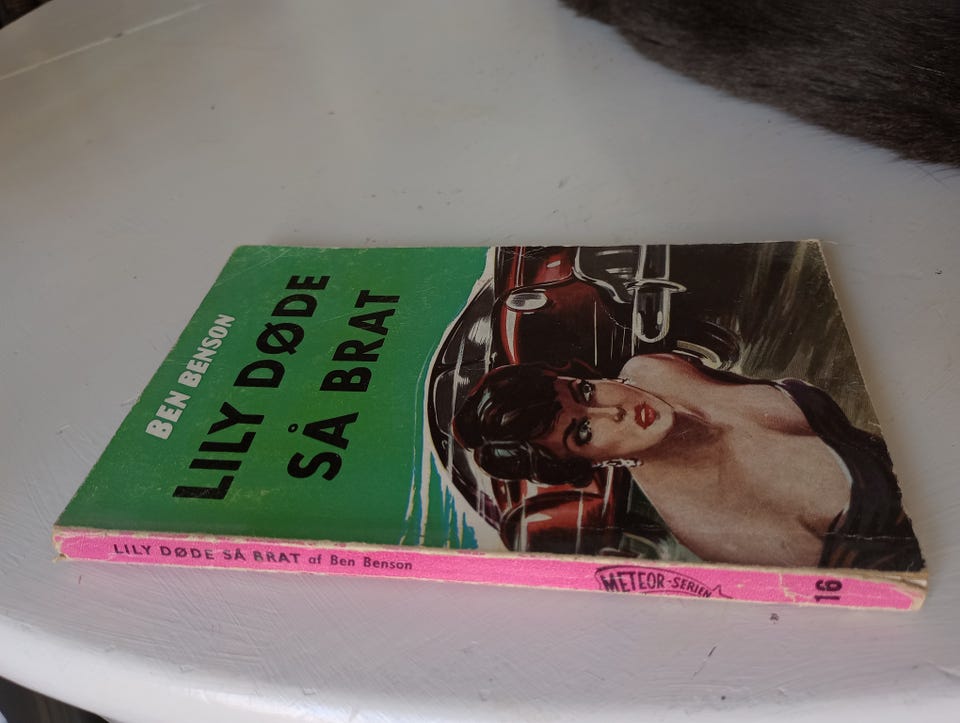 BEN BENSON
LILY DØDE
SÅ BRAT
LILY DØDE SÅ BRAT af Ben Benson
METEOR-SERIEN
16